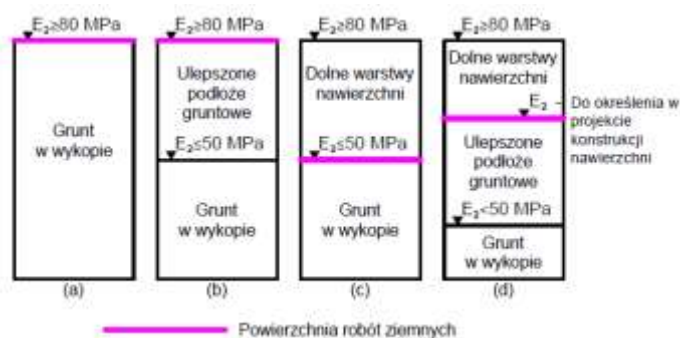 E₂≥80 MPa
Grunt
w wykopie
(a)
E₂≥80 MPa
Ulepszone
podłoże
gruntowe
E₂≤50 MPa
Grunt
w wykopie
(b)
E₂≥80 MPa
Dolne warstwy
nawierzchni
E₂≤50 MPa
Grunt
w wykopie
(c)
E₂≥80 MPa
Dolne warstwy
nawierzchni
E₂
Do określenia w
projekcie
konstrukcji
nawierzchni
Ulepszone
podłoże
gruntowe
E₂<50 MPa
Grunt
w wykopie
(d)
Powierzchnia robót ziemnych